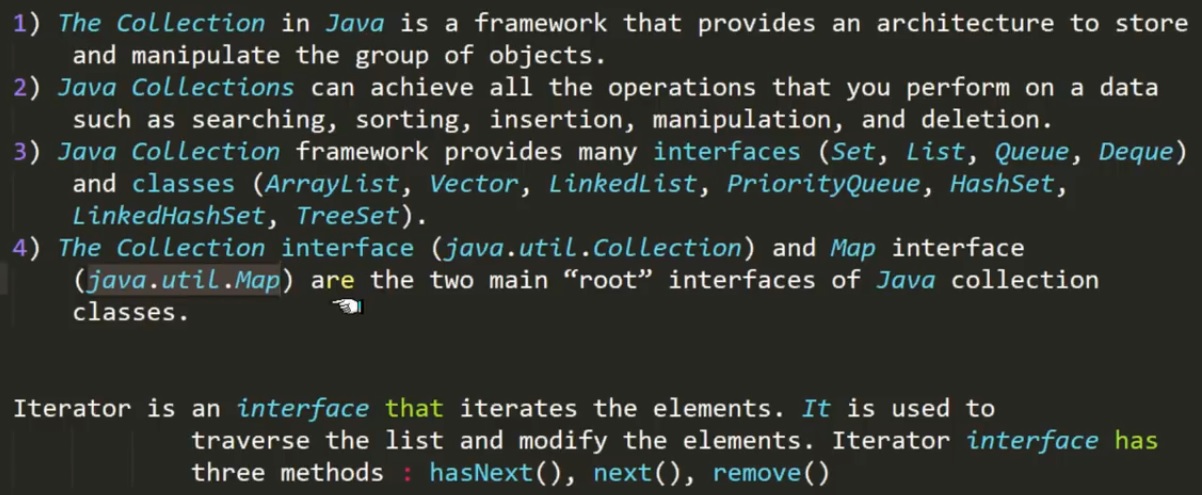 1) The Collection in Java is a framework that provides an architecture to store
and manipulate the group of objects.
2) Java Collections can achieve all the operations that you perform on a data
such as searching, sorting, insertion, manipulation, and deletion.
3) Java Collection framework provides many interfaces (Set, List, Queue, Deque)
and classes (ArrayList, Vector, LinkedList, PriorityQueue, HashSet,
LinkedHashSet, TreeSet).
4) The Collection interface (java.util.Collection) and Map interface
(java.util.Map) are the two main “root” interfaces of Java collection
classes.
Iterator is an interface that iterates the elements. It is used to
traverse the list and modify the elements. Iterator interface has
three methods : hasNext(), next(), remove()